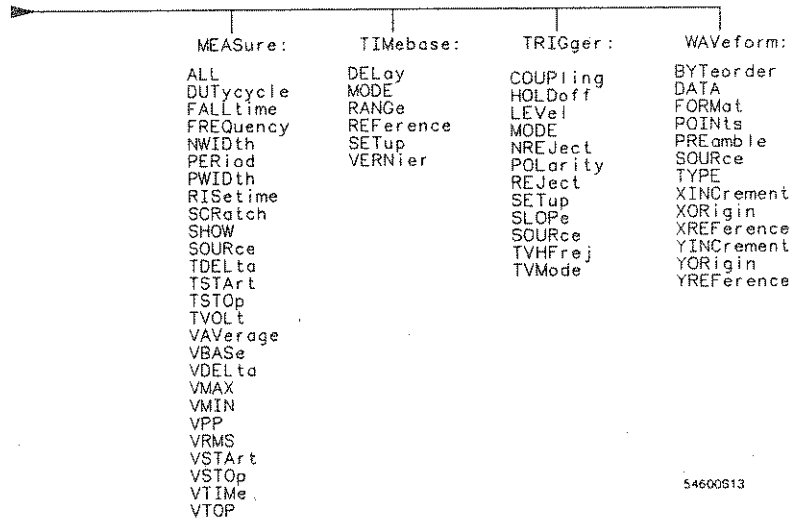 MEASure:
ALL
DUTycycle
FALLtime
FREQuency
NWIDth
PERiod
PWIDth
RISetime
SCRatch
SHOW
SOURce
TDELta
TSTArt
TSTOp
TVOLt
VAVerage
VBASe
VDELta
VMAX
VMIN
VPP
VRMS
VSTArt
VSTOp
VTIMe
VTOP
TIMebase:
DELay
MODE
RANGe
REFerence
SETup
VERNier
TRIGger:
COUPling
HOLDoff
LEVel
MODE
NREJect
POLarity
REJect
SETup
SLOPe
SOURce
TVHFrej
TVMode
WAVeform:
BYTeorder
DATA
FORMat
POINts
PREamble
SOURce
TYPE
XINCrement
XORigin
XREFerence
YINCrement
YORigin
YREFerence
54600S13